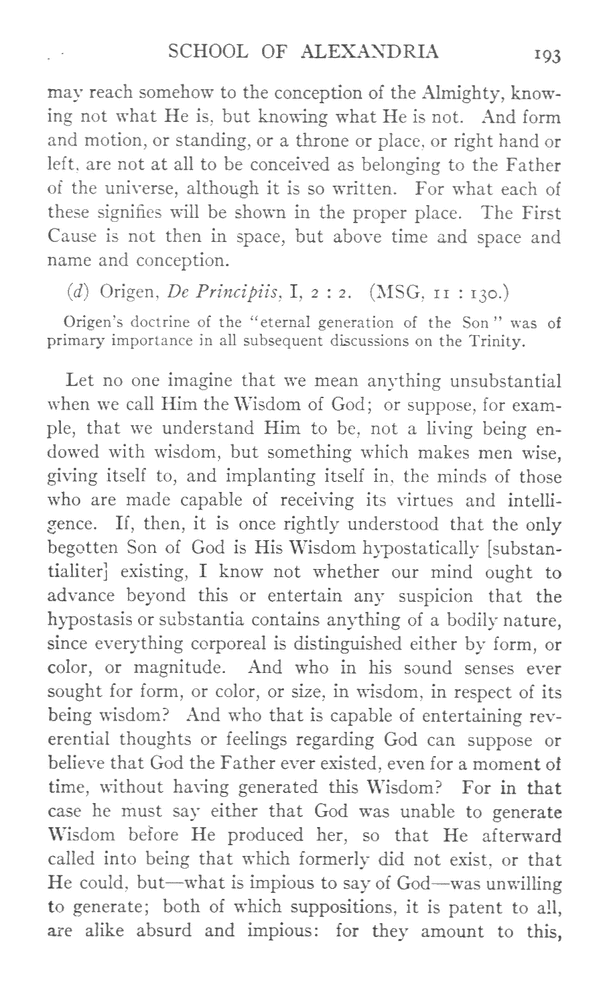 SCHOOL OF ALEXANDRIA 193
may reach somehow to the conception of the Almighty, know-
ing not what He is, but knowing what He is not. And form
and motion, or standing, or a throne or place, or right hand or
left, are not at all to be conceived as belonging to the Father
of the universe, although it is so written. For what each of
these signifies will be shown in the proper place. The First
Cause is not then in space, but above time and space and
name and conception.
(d) Origen, De Principiis, I, 2 : 2. (MSG, 11 : 130.)
Origen's doctrine of the "eternal generation of the Son" was of
primary importance in all subsequent discussions on the Trinity.
Let no one imagine that we mean anything unsubstantial
when we call Him the Wisdom of God; or suppose, for exam-
ple, that we understand Him to be, not a living being en-
dowed with wisdom, but something which makes men wise,
giving itself to, and implanting itself in, the minds of those
who are made capable of receiving its virtues and intelli-
gence. If, then, it is once rightly understood that the only
begotten Son of God is His Wisdom hypostatically [substan-
tialiter] existing, I know not whether our mind ought to
advance beyond this or entertain any suspicion that the
hypostasis or substantia contains anything of a bodily nature,
since everything corporeal is distinguished either by form, or
color, or magnitude. And who in his sound senses ever
sought for form, or color, or size, in wisdom, in respect of its
being wisdom? And who that is capable of entertaining rev-
erential thoughts or feelings regarding God can suppose or
believe that God the Father ever existed, even for a moment of
time, without having generated this Wisdom? For in that
case he must say either that God was unable to generate
Wisdom before He produced her, so that He afterward
called into being that which formerly did not exist, or that
He could, but—what is impious to say of God—was unwilling
to generate; both of which suppositions, it is patent to all,
are alike absurd and impious: for they amount to this,